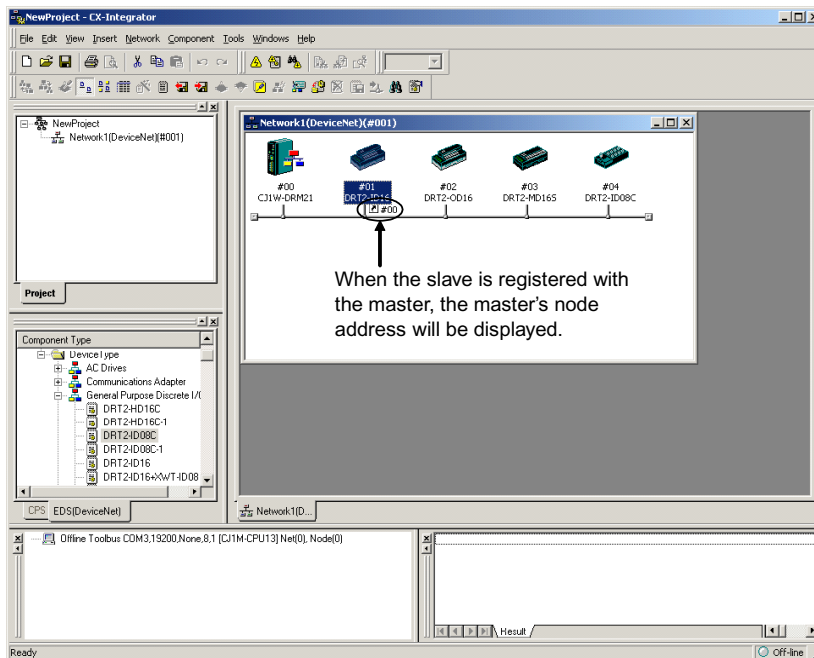 NewProject - CX-Integrator
File Edit View Insert Network Component Tools Windows Help
NewProject
Network1(DeviceNet)(#001)
Project
Network1(DeviceNet)(#001)
#00 #01 #02 #03 #04
CJ1W-DRM21 DRT2-ID16 DRT2-OD16 DRT2-MD16S DRT2-ID08C
#00
When the slave is registered with
the master, the master's node
address will be displayed.
Component Type
DeviceType
AC Drives
Communications Adapter
General Purpose Discrete I/(
DRT2-HD16C
DRT2-HD16C-1
DRT2-ID08C
DRT2-ID08C-1
DRT2-ID16
DRT2-ID16+XWT-ID08
CPS EDS(DeviceNet)
Network1(D...
Offline Toolbus COM3,19200,None,8,1 [CJ1M-CPU13] Net(0), Node(0)
Result
Ready
Off-line